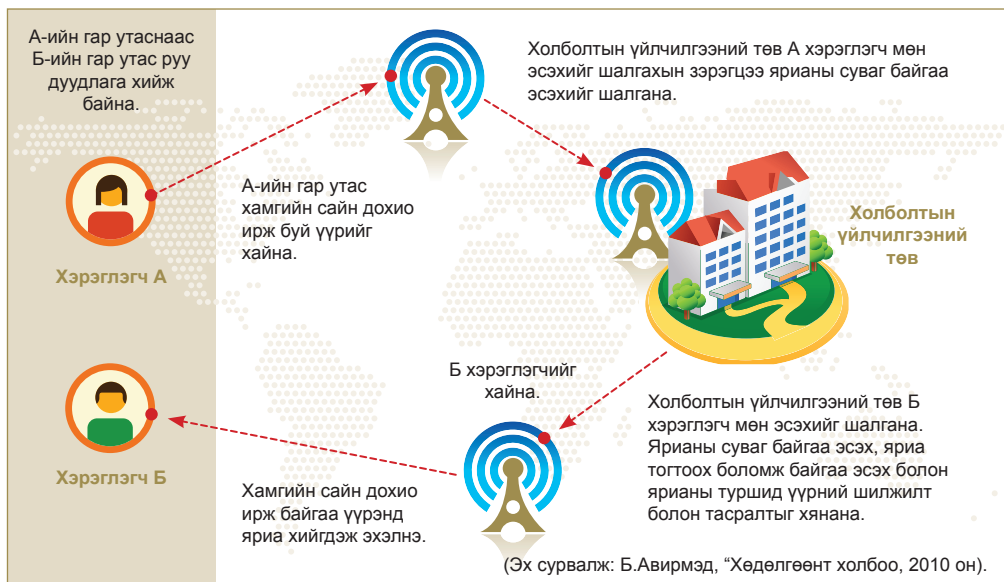 А-ийн гар утаснаас
Б-ийн гар утас руу
дуудлага хийж
байна.
Холболтын үйлчилгээний төв А хэрэглэгч мөн
эсэхийг шалгахын зэрэгцээ ярианы суваг байгаа
эсэхийг шалгана.
А-ийн гар утас
хамгийн сайн дохио
ирж буй үүрийг
хайна.
Хэрэглэгч А
Холболтын
үйлчилгээний
төв
Б хэрэглэгчийг
хайна.
Холболтын үйлчилгээний төв Б
хэрэглэгч мөн эсэхийг шалгана.
Ярианы суваг байгаа эсэх, яриа
тогтоох боломж байгаа эсэх болон
ярианы туршид үүрний шилжилт
болон тасралтыг хянана.
Хэрэглэгч Б
Хамгийн сайн дохио
ирж байгаа үүрэнд
яриа хийгдэж эхэлнэ.
(Эх сурвалж: Б.Авирмэд, “Хөдөлгөөнт холбоо, 2010 он).